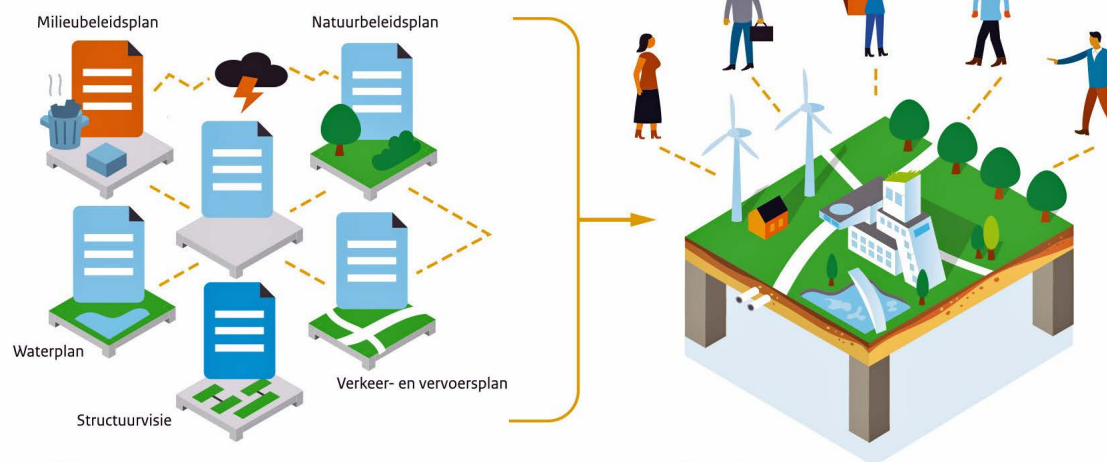 Milieubeleidsplan
Natuurbeleidsplan
Waterplan
Verkeer- en vervoersplan
Structuurvisie